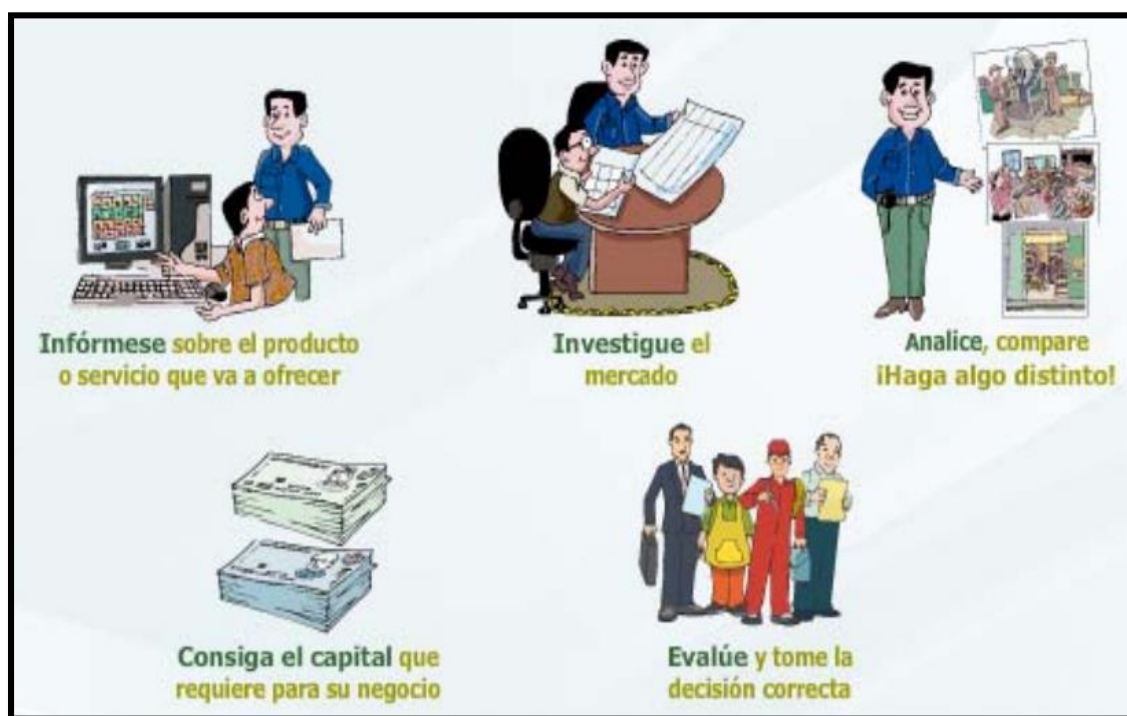 Infórmese sobre el producto
o servicio que va a ofrecer
Investigue el
mercado
Analice, compare
¡Haga algo distinto!
Consiga el capital que
requiere para su negocio
Evalúe y tome la
decisión correcta